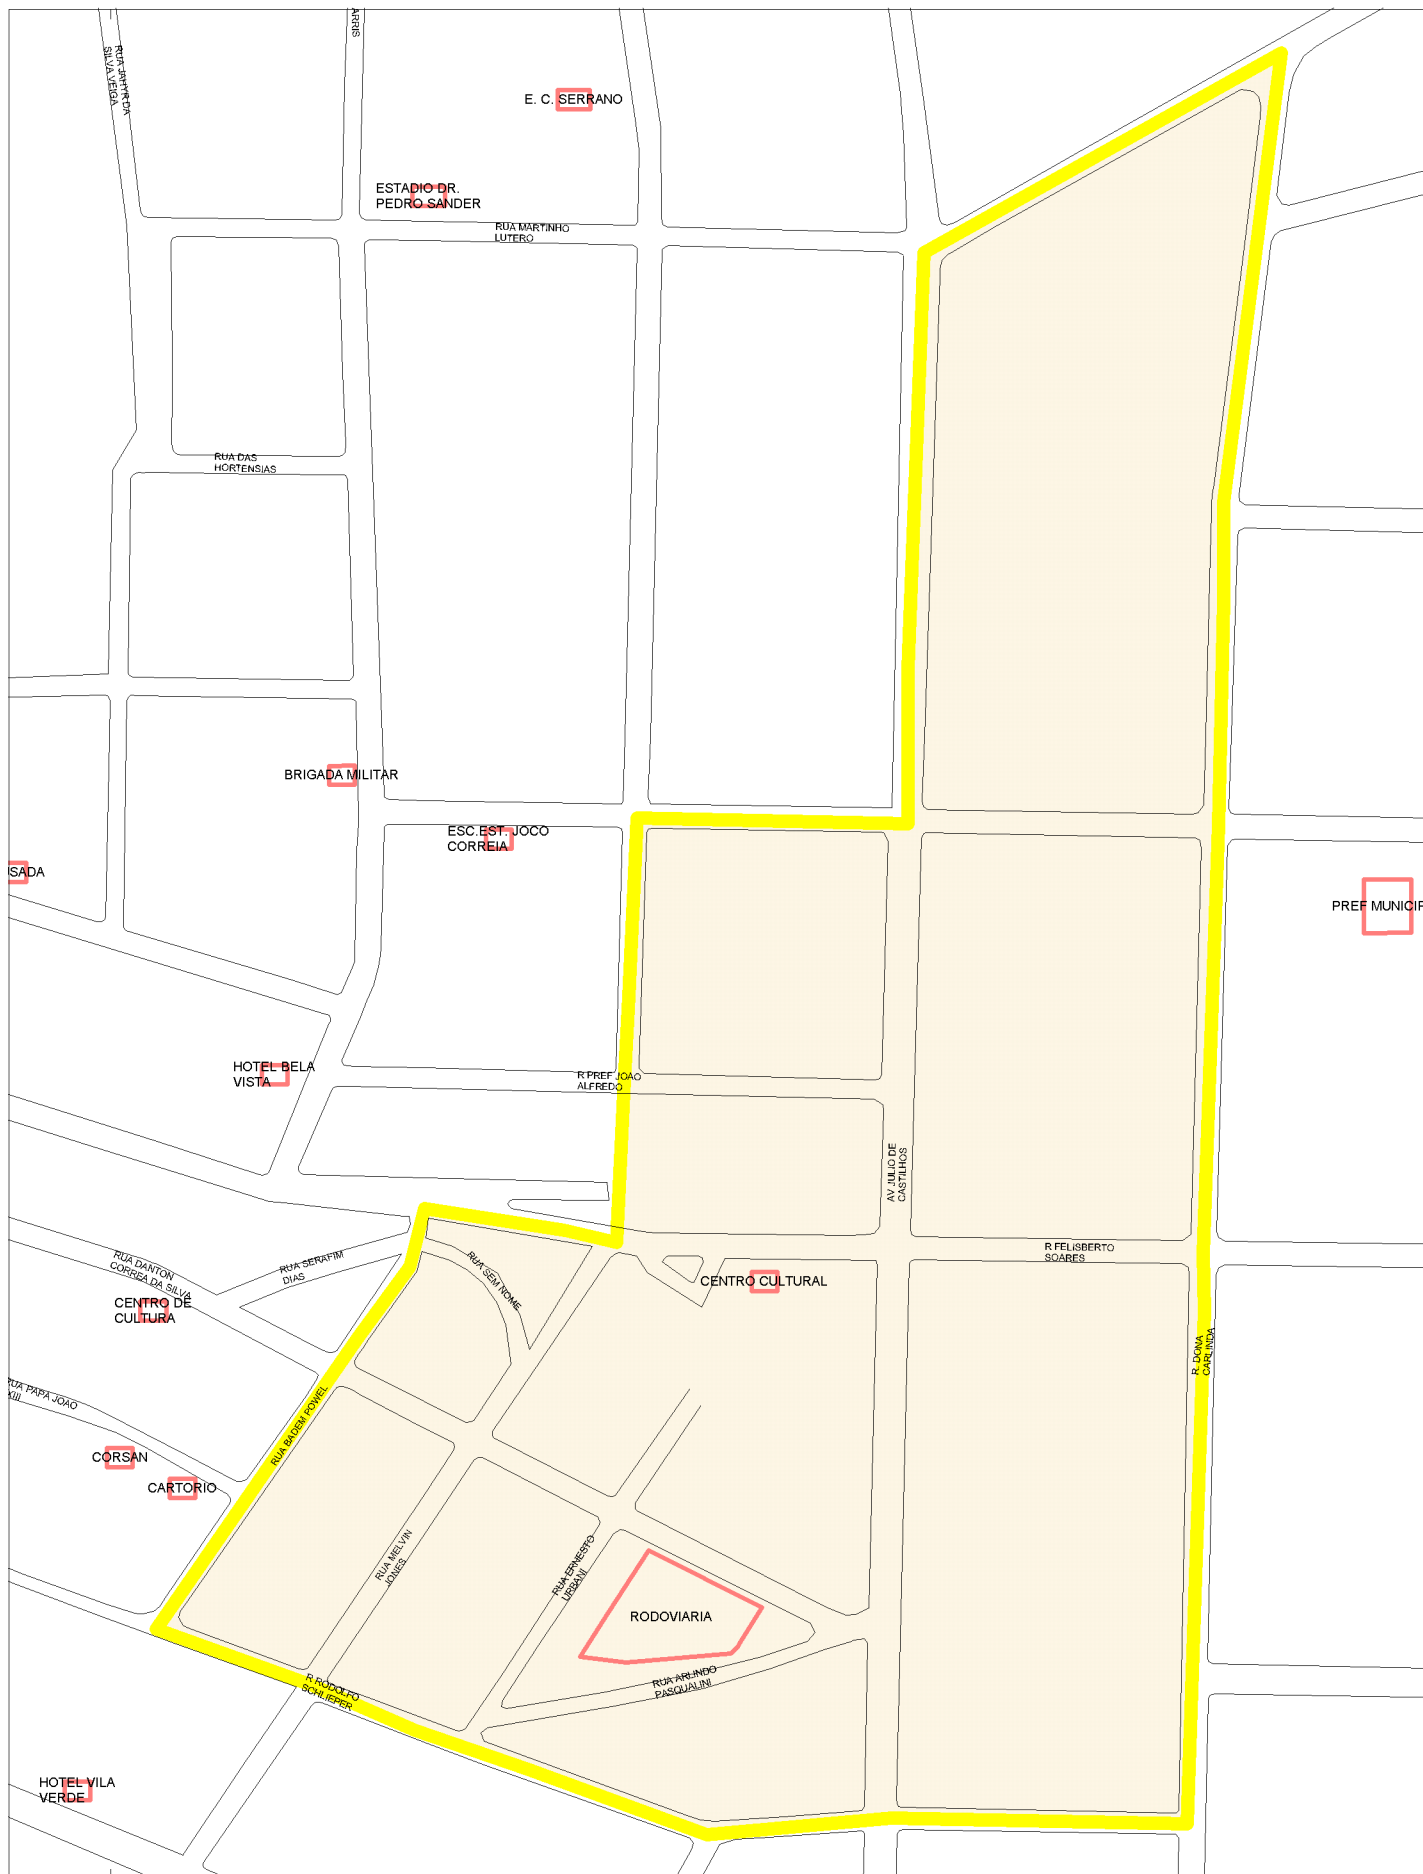 RUA JAHYR DA
SILVA VEIGA
ARRIS
E. C. SERRANO
ESTADIO DR.
PEDRO SANDER
RUA MARTINHO
LUTERO
RUA DAS
HORTENSIAS
BRIGADA MILITAR
ESC.EST. JOCO
CORREIA
USADA
PREF MUNICIP
HOTEL BELA
VISTA
R PREF JOAO
ALFREDO
AV JULIO DE
CASTILHOS
R FELISBERTO
SOARES
RUA SERAFIM
DIAS
RUA DANTON
CORREA DA SILVA
RUA SEM NOME
CENTRO CULTURAL
CENTRO DE
CULTURA
R. DONA
CARLINDA
RUA PAPA JOAO
XIII
RUA BADEM POWEL
CORSAN
CARTORIO
RUA MELVIN
JONES
RUA ERNESTO
URBANI
RODOVIARIA
RUA ARLINDO
PASQUALINI
R RODOLFO
SCHLIEPER
HOTEL VILA
VERDE